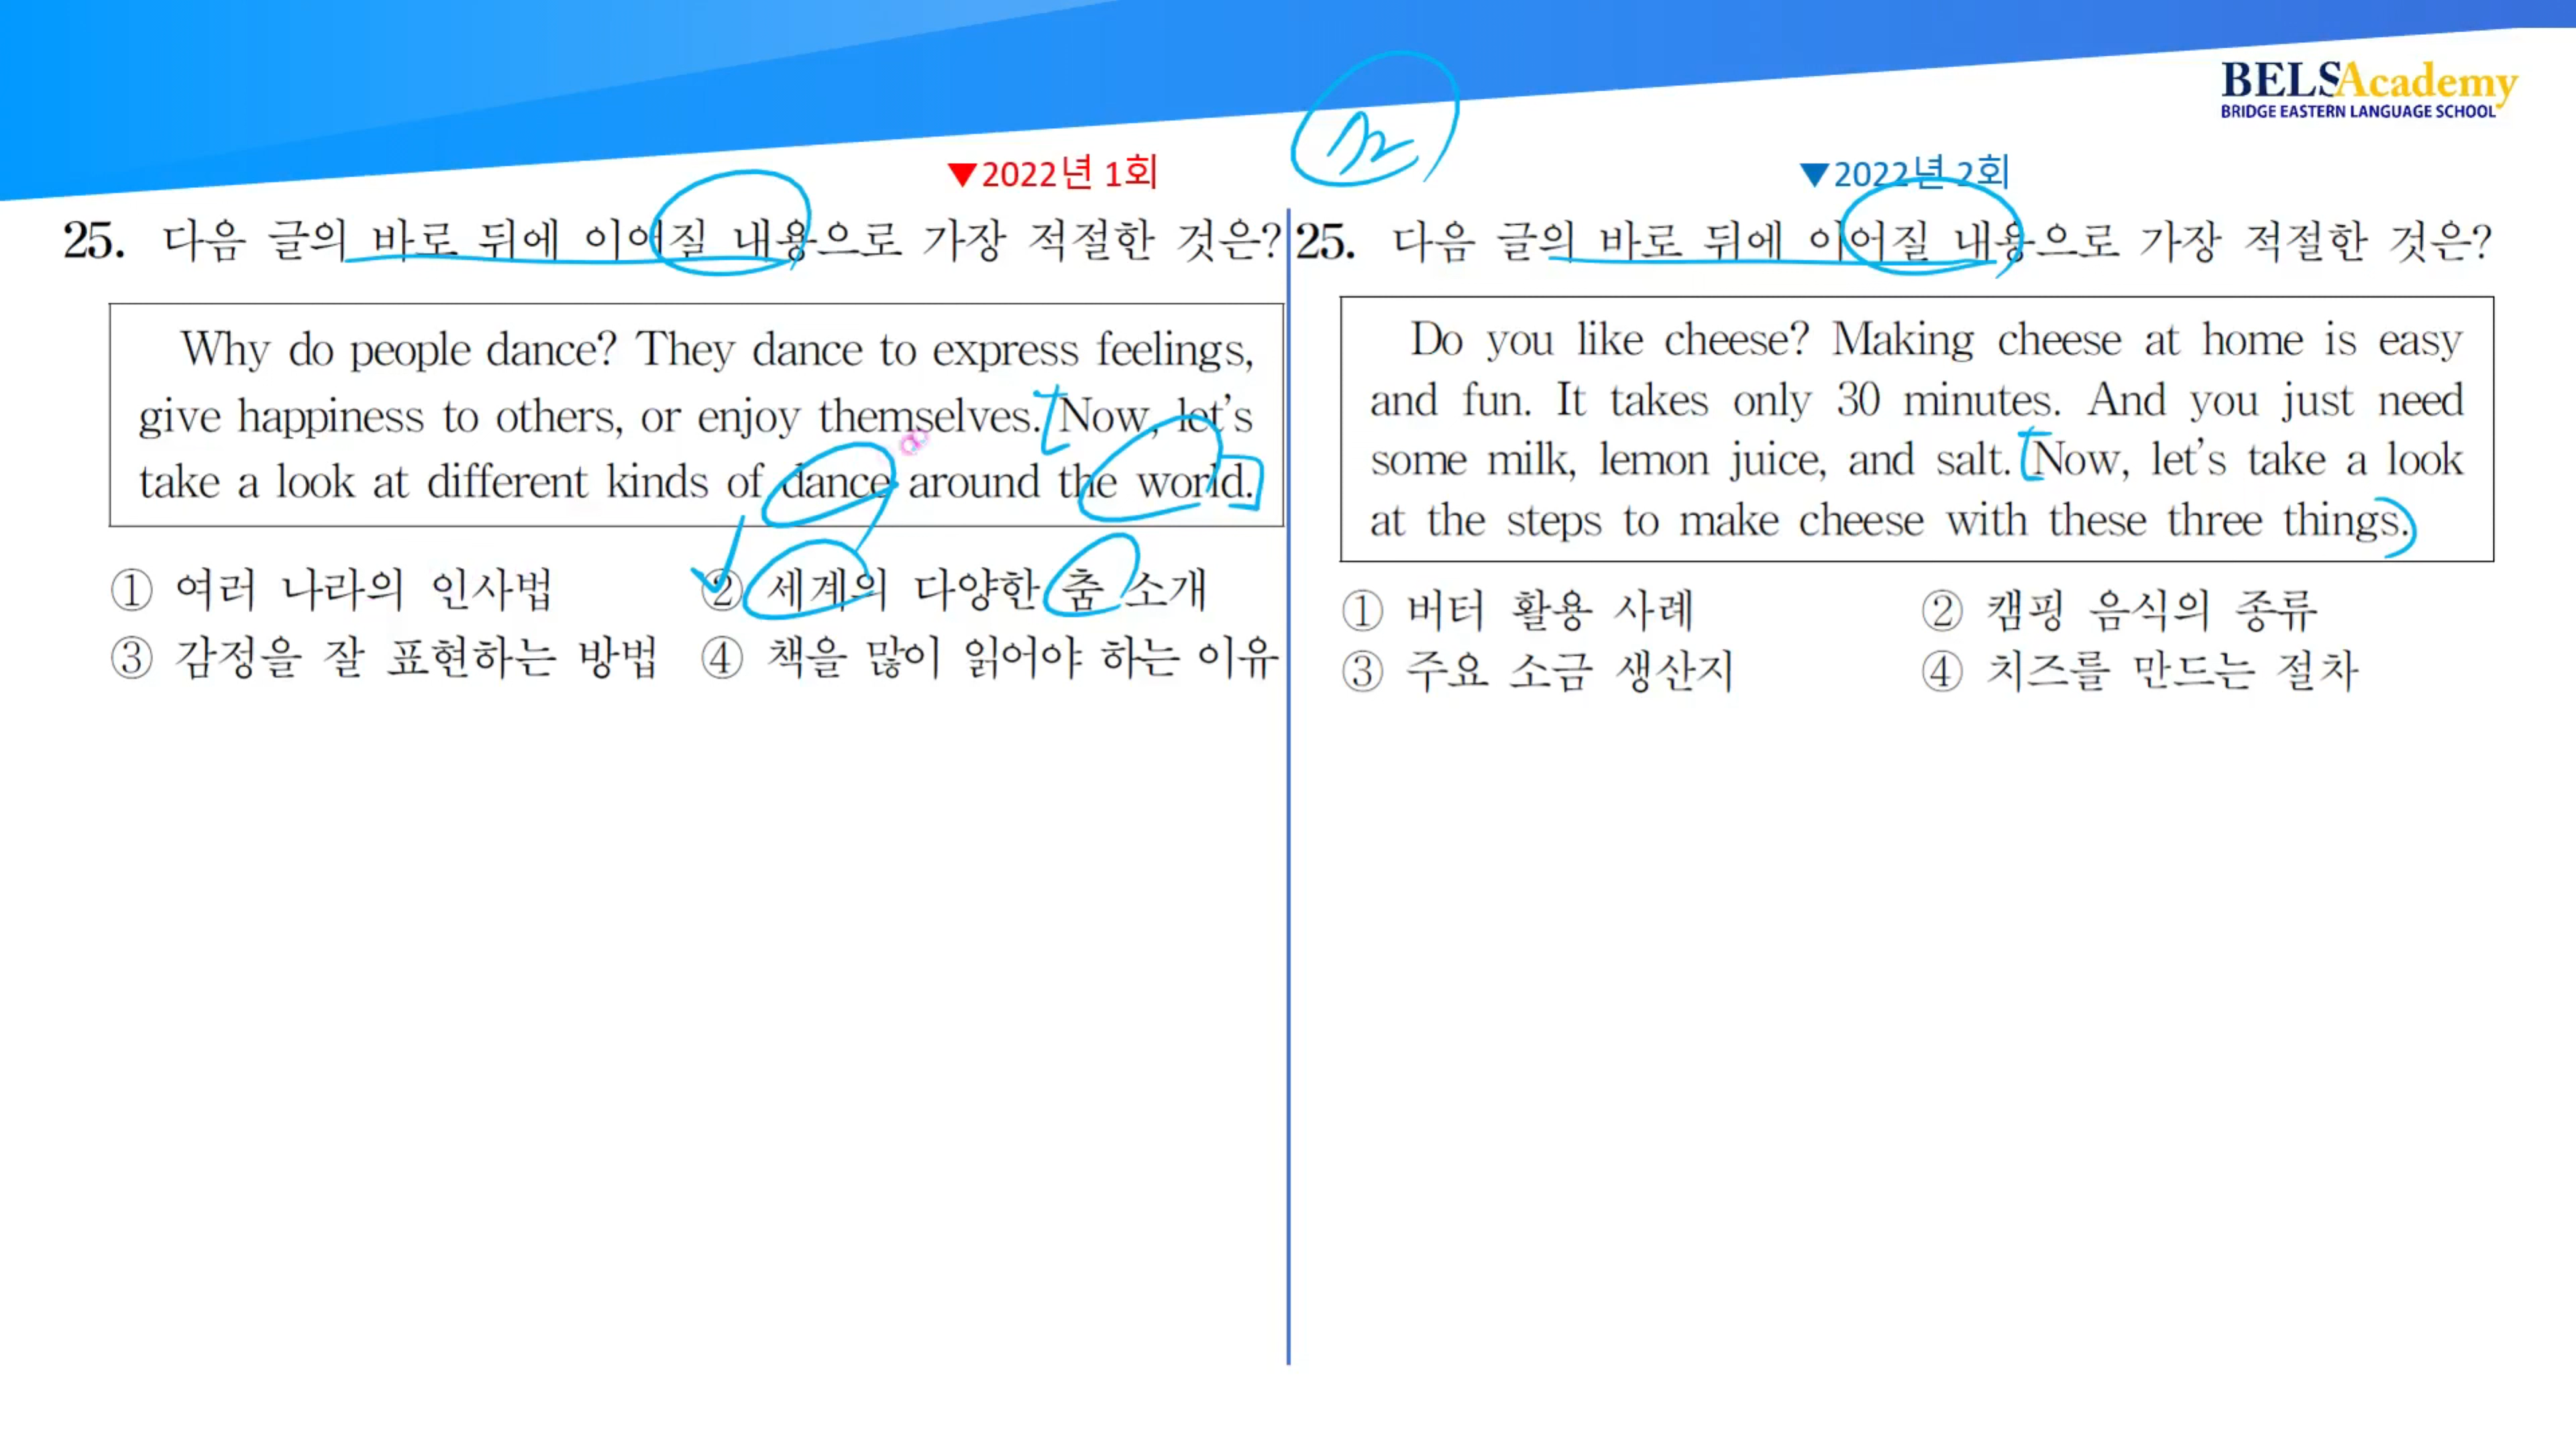 BELSAcademy
BRIDGE EASTERN LANGUAGE SCHOOL
▼2022년 1회
25. 다음 글의 바로 뒤에 이어질 내용으로 가장 적절한 것은?
Why do people dance? They dance to express feelings,
give happiness to others, or enjoy themselves. Now, let's
take a look at different kinds of dance around the world.
① 여러 나라의 인사법 ② 세계의 다양한 춤 소개
③ 감정을 잘 표현하는 방법 ④ 책을 많이 읽어야 하는 이유
▼2022년 2회
25. 다음 글의 바로 뒤에 이어질 내용으로 가장 적절한 것은?
Do you like cheese? Making cheese at home is easy
and fun. It takes only 30 minutes. And you just need
some milk, lemon juice, and salt. Now, let's take a look
at the steps to make cheese with these three things.
① 버터 활용 사례 ② 캠핑 음식의 종류
③ 주요 소금 생산지 ④ 치즈를 만드는 절차